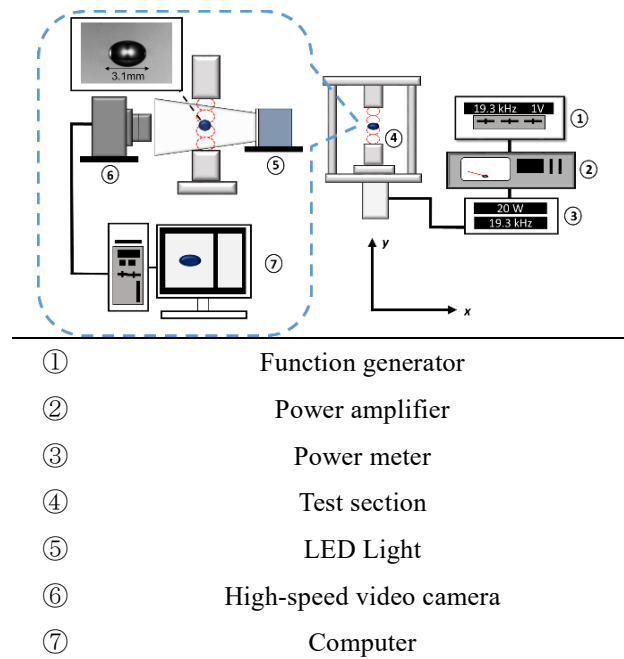 3.1mm
19.3 kHz 1V
①
②
20 W
19.3 kHz
③
④
⑤
⑥
⑦
y
x
① Function generator
② Power amplifier
③ Power meter
④ Test section
⑤ LED Light
⑥ High-speed video camera
⑦ Computer